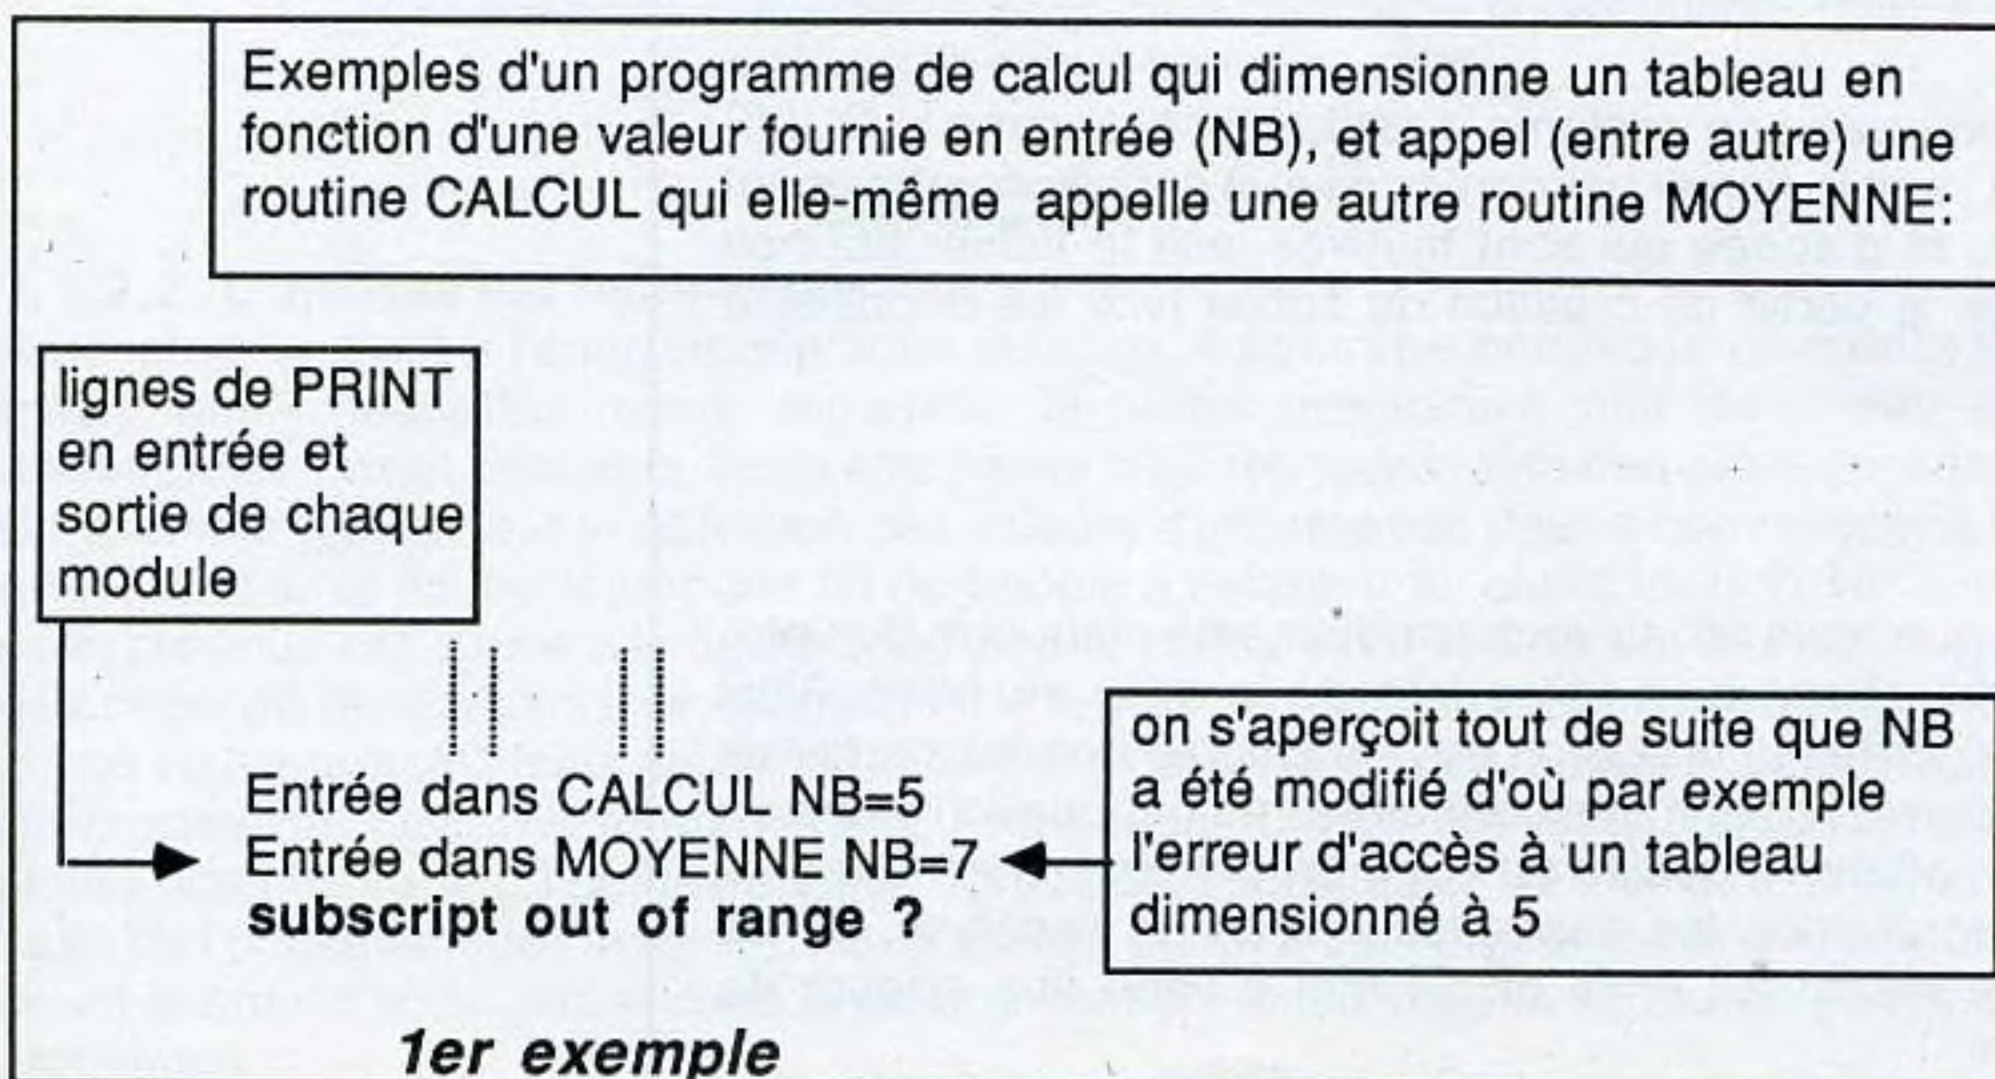 Exemples d'un programme de calcul qui dimensionne un tableau en
fonction d'une valeur fournie en entrée (NB), et appel (entre autre) une
routine CALCUL qui elle-même appelle une autre routine MOYENNE:
lignes de PRINT
en entrée et
sortie de chaque
module
Entrée dans CALCUL NB=5
Entrée dans MOYENNE NB=7
subscript out of range ?
on s'aperçoit tout de suite que NB
a été modifié d'où par exemple
l'erreur d'accès à un tableau
dimensionné à 5
1er exemple